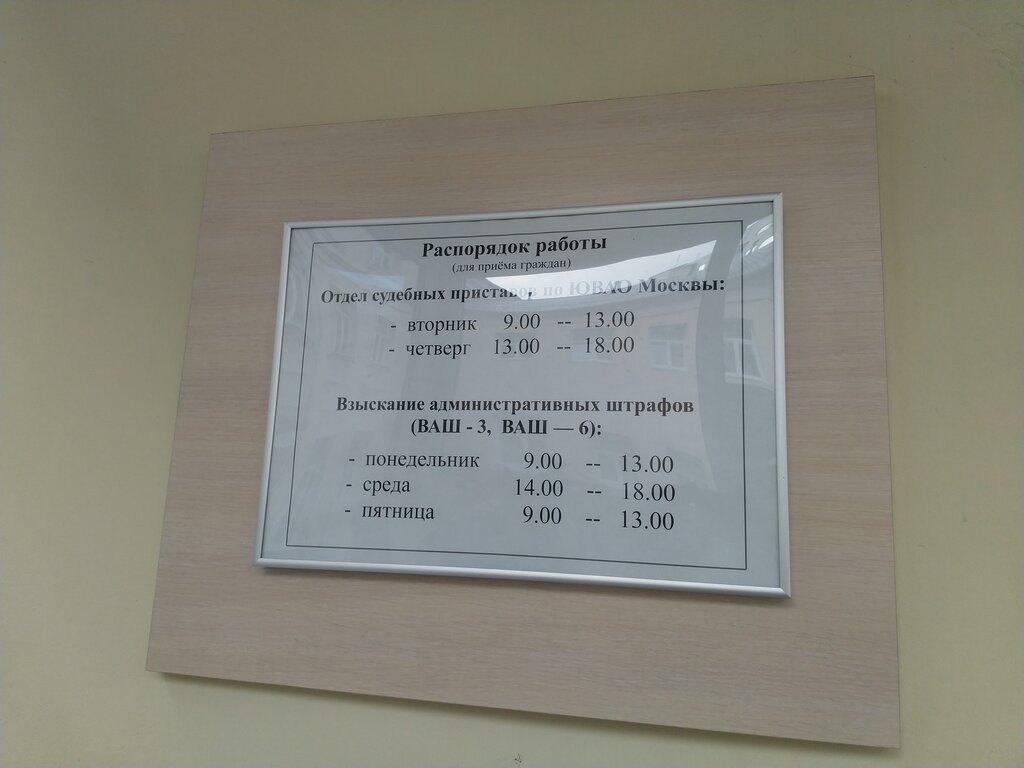 Распорядок работы
(для приёма граждан)
Отдел судебных приставов по ЮВАО Москвы:
- вторник 9.00 -- 13.00
- четверг 13.00 -- 18.00
Взыскание административных штрафов
(ВАШ - 3, ВАШ — 6):
- понедельник 9.00 -- 13.00
- среда 14.00 -- 18.00
- пятница 9.00 -- 13.00